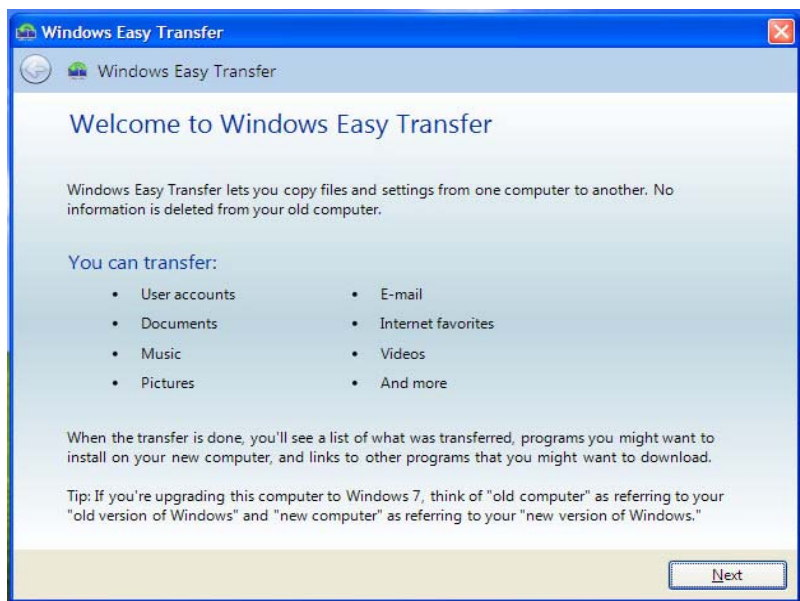 Windows Easy Transfer
Windows Easy Transfer
Welcome to Windows Easy Transfer
Windows Easy Transfer lets you copy files and settings from one computer to another. No
information is deleted from your old computer.
You can transfer:
• User accounts
• Documents
• Music
• Pictures
• E-mail
• Internet favorites
• Videos
• And more
When the transfer is done, you'll see a list of what was transferred, programs you might want to
install on your new computer, and links to other programs that you might want to download.
Tip: If you're upgrading this computer to Windows 7, think of "old computer" as referring to your
"old version of Windows" and "new computer" as referring to your "new version of Windows."
Next